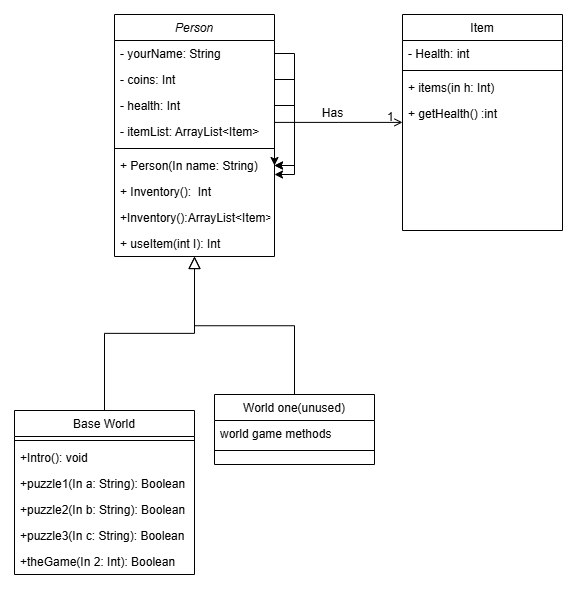 Person
- yourName: String
- coins: Int
- health: Int
- itemList: ArrayList<Item>
+ Person(In name: String)
+ Inventory():  Int
+Inventory():ArrayList<Item>
+ useItem(int I): Int
Has
1
Item
- Health: int
+ items(in h: Int)
+ getHealth() :int
Base World
+Intro(): void
+puzzle1(In a: String): Boolean
+puzzle2(In b: String): Boolean
+puzzle3(In c: String): Boolean
+theGame(In 2: Int): Boolean
World one(unused)
world game methods